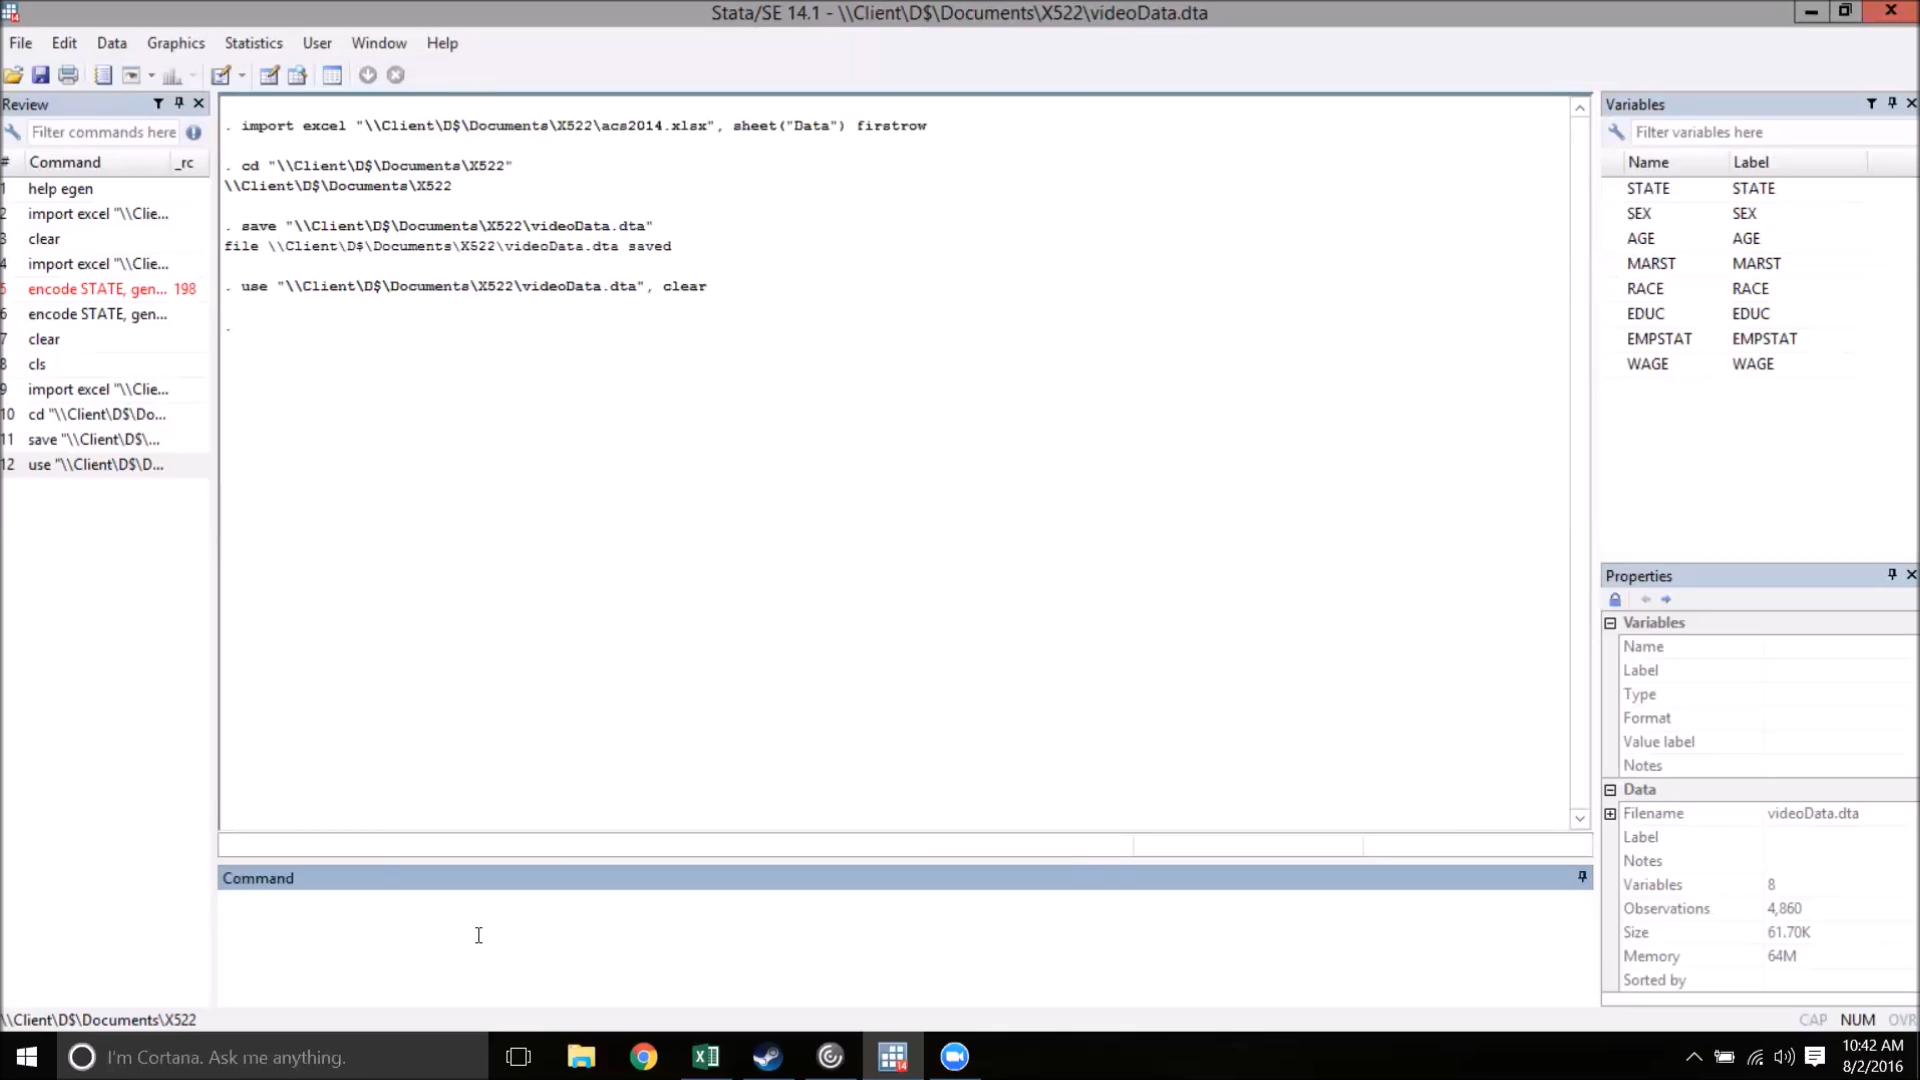 Stata/SE 14.1 - \\Client\D$\Documents\X522\videoData.dta
File Edit Data Graphics Statistics User Window Help
Review
Filter commands here
# Command _rc
1 help egen
2 import excel "\\Clie...
3 clear
4 import excel "\\Clie...
5 encode STATE, gen... 198
6 encode STATE, gen...
7 clear
8 cls
9 import excel "\\Clie...
10 cd "\\Client\D$\Do...
11 save "\\Client\D$\...
12 use "\\Client\D$\D...
. import excel "\\Client\D$\Documents\X522\acs2014.xlsx", sheet("Data") firstrow
. cd "\\Client\D$\Documents\X522"
\\Client\D$\Documents\X522
. save "\\Client\D$\Documents\X522\videoData.dta"
file \\Client\D$\Documents\X522\videoData.dta saved
. use "\\Client\D$\Documents\X522\videoData.dta", clear
.
Command
Variables
Filter variables here
Name Label
STATE STATE
SEX SEX
AGE AGE
MARST MARST
RACE RACE
EDUC EDUC
EMPSTAT EMPSTAT
WAGE WAGE
Properties
Variables
Name
Label
Type
Format
Value label
Notes
Data
Filename videoData.dta
Label
Notes
Variables 8
Observations 4,860
Size 61.70K
Memory 64M
Sorted by
\\Client\D$\Documents\X522
CAP NUM OVR
I'm Cortana. Ask me anything.
14
10:42 AM
8/2/2016